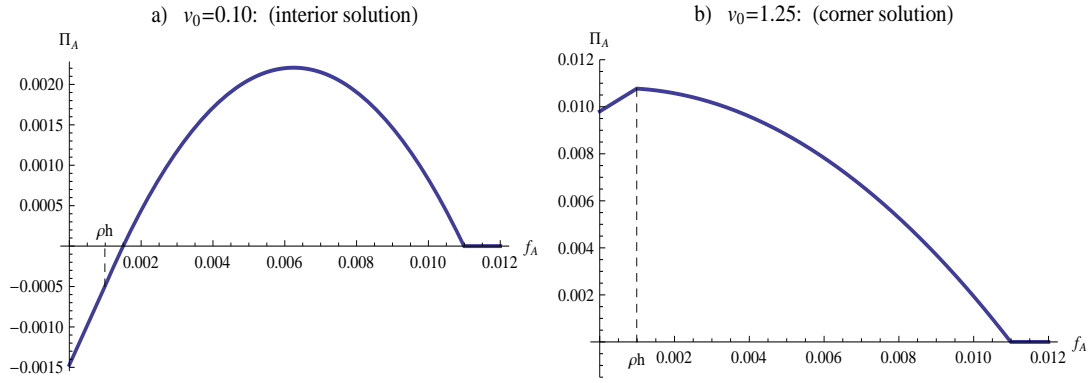 a) v0=0.10: (interior solution)
ΠA
0.0020
0.0015
0.0010
0.0005
ρh
fA
0.002 0.004 0.006 0.008 0.010 0.012
−0.0005
−0.0010
−0.0015
b) v0=1.25: (corner solution)
ΠA
0.012
0.010
0.008
0.006
0.004
0.002
fA
ρh 0.002 0.004 0.006 0.008 0.010 0.012